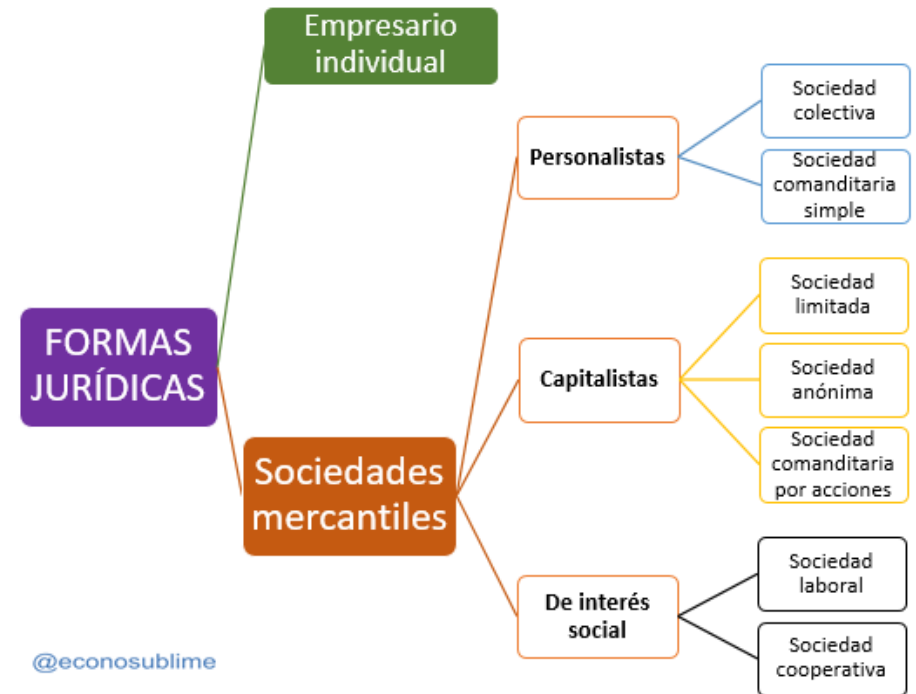 Empresario
individual
FORMAS
JURÍDICAS
Sociedades
mercantiles
Personalistas
Sociedad
colectiva
Sociedad
comanditaria
simple
Capitalistas
Sociedad
limitada
Sociedad
anónima
Sociedad
comanditaria
por acciones
De interés
social
Sociedad
laboral
Sociedad
cooperativa
@econosublime